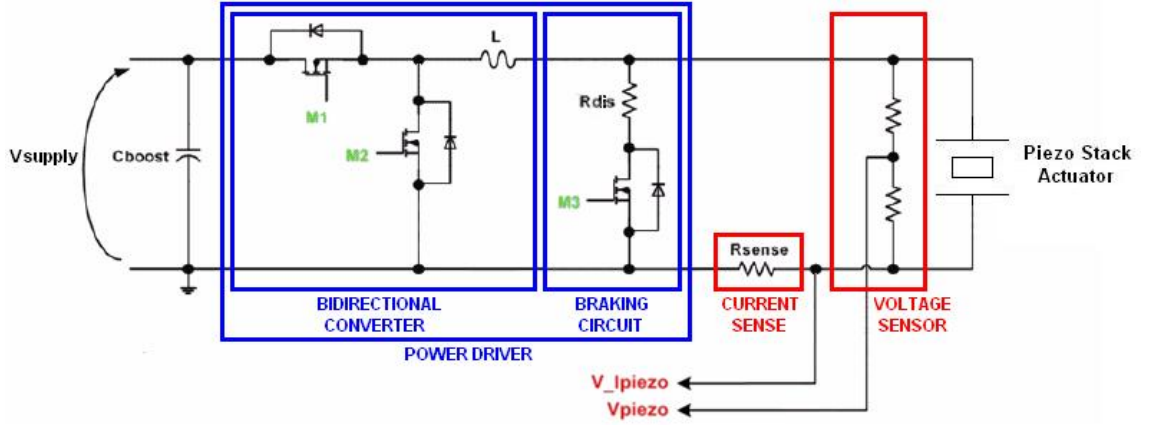 L
Rdis
M1
Vsupply
Cboost
M2
M3
Piezo Stack
Actuator
Rsense
BIDIRECTIONAL
CONVERTER
BRAKING
CIRCUIT
CURRENT
SENSE
VOLTAGE
SENSOR
POWER DRIVER
V_Ipiezo
Vpiezo